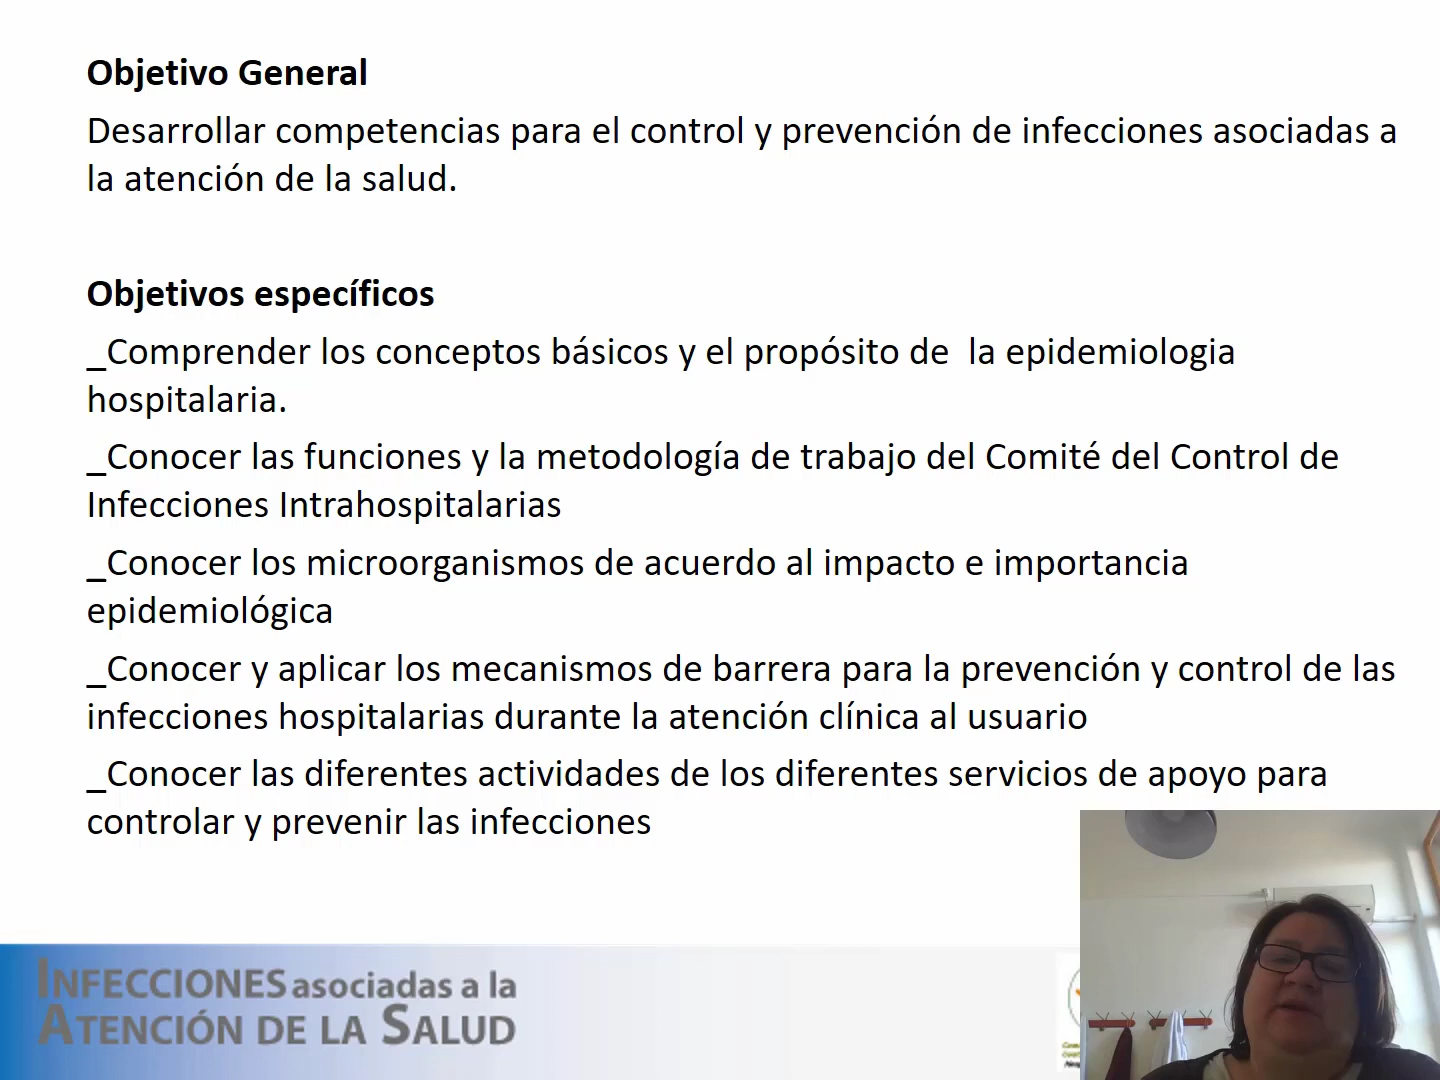 Objetivo General
Desarrollar competencias para el control y prevención de infecciones asociadas a
la atención de la salud.
Objetivos específicos
_Comprender los conceptos básicos y el propósito de  la epidemiologia
hospitalaria.
_Conocer las funciones y la metodología de trabajo del Comité del Control de
Infecciones Intrahospitalarias
_Conocer los microorganismos de acuerdo al impacto e importancia
epidemiológica
_Conocer y aplicar los mecanismos de barrera para la prevención y control de las
infecciones hospitalarias durante la atención clínica al usuario
_Conocer las diferentes actividades de los diferentes servicios de apoyo para
controlar y prevenir las infecciones
INFECCIONES asociadas a la
ATENCIÓN DE LA SALUD